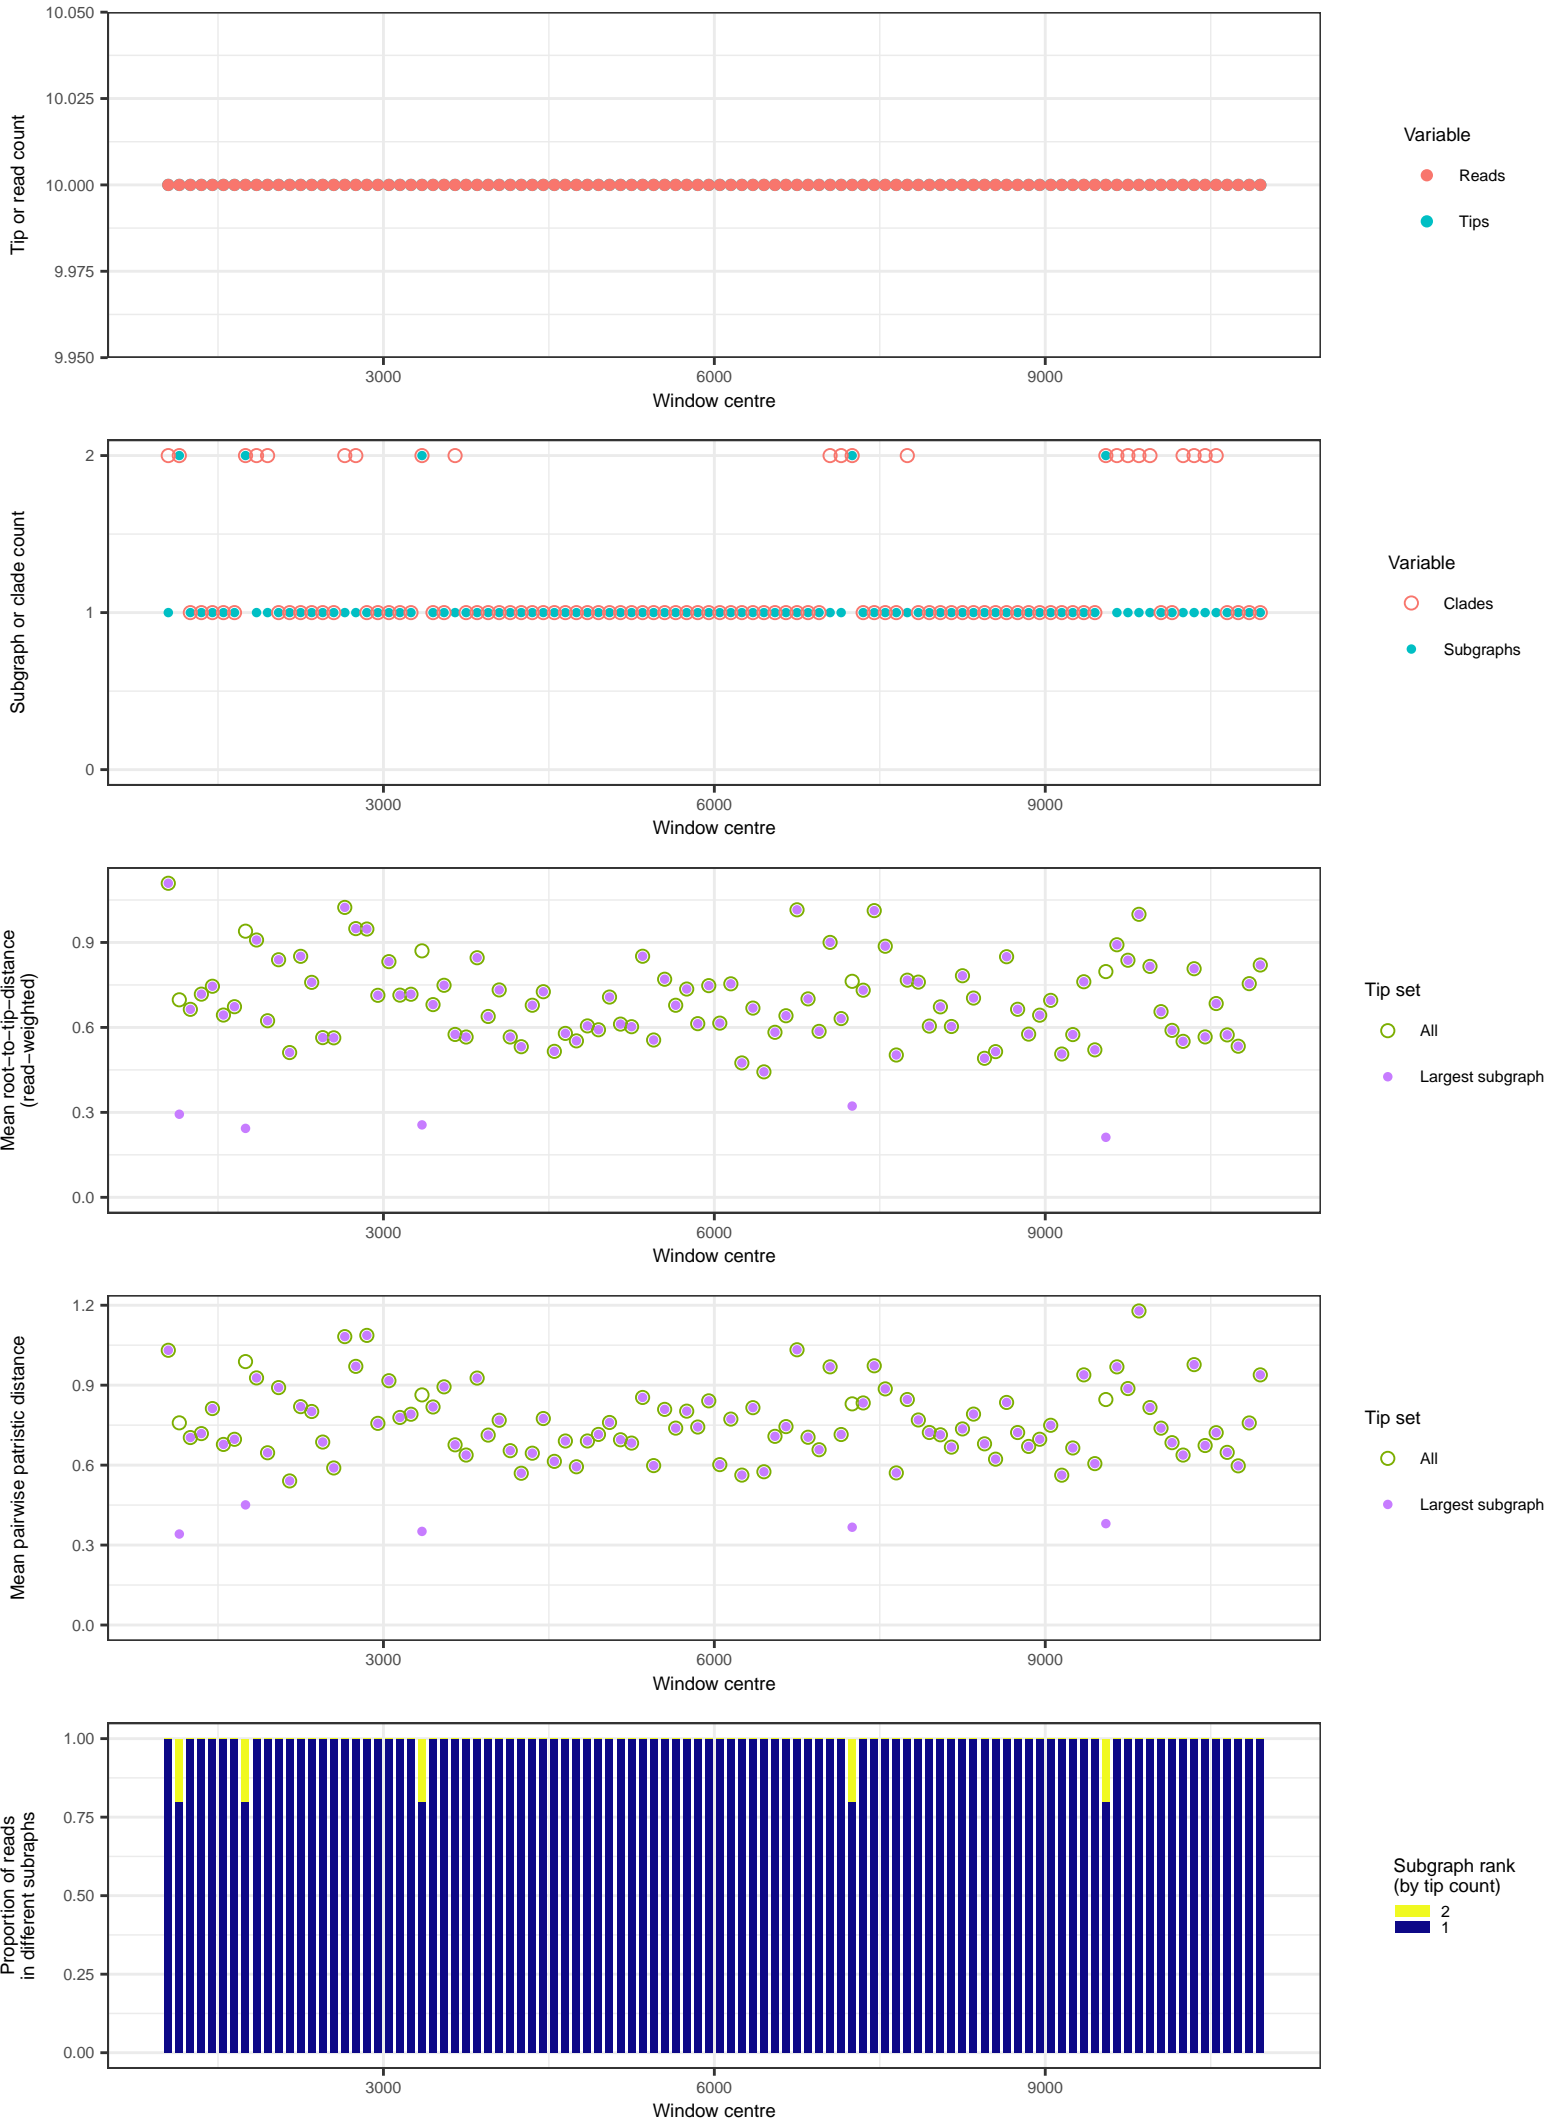 10.050
10.025
10.000
9.975
9.950
Tip or read count
3000 6000 9000
Window centre
Variable
Reads
Tips
2
1
0
Subgraph or clade count
3000 6000 9000
Window centre
Variable
Clades
Subgraphs
0.9
0.6
0.3
0.0
Mean root−to−tip−distance
(read−weighted)
3000 6000 9000
Window centre
Tip set
All
Largest subgraph
1.2
0.9
0.6
0.3
0.0
Mean pairwise patristic distance
3000 6000 9000
Window centre
Tip set
All
Largest subgraph
1.00
0.75
0.50
0.25
0.00
Proportion of reads
in different subraphs
3000 6000 9000
Window centre
Subgraph rank
(by tip count)
2
1